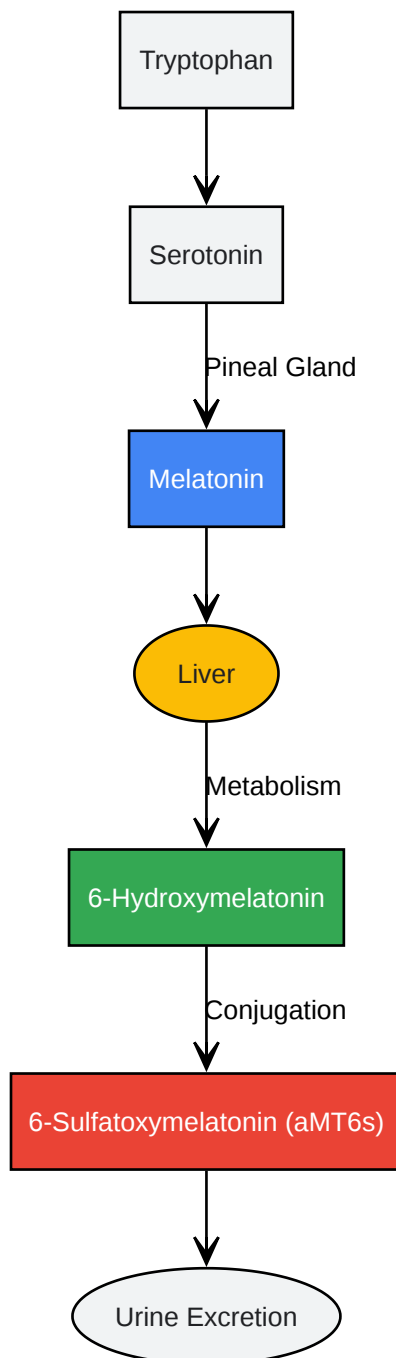 Tryptophan
Serotonin
Pineal Gland
Melatonin
Liver
Metabolism
6-Hydroxymelatonin
Conjugation
6-Sulfatoxymelatonin (aMT6s)
Urine Excretion